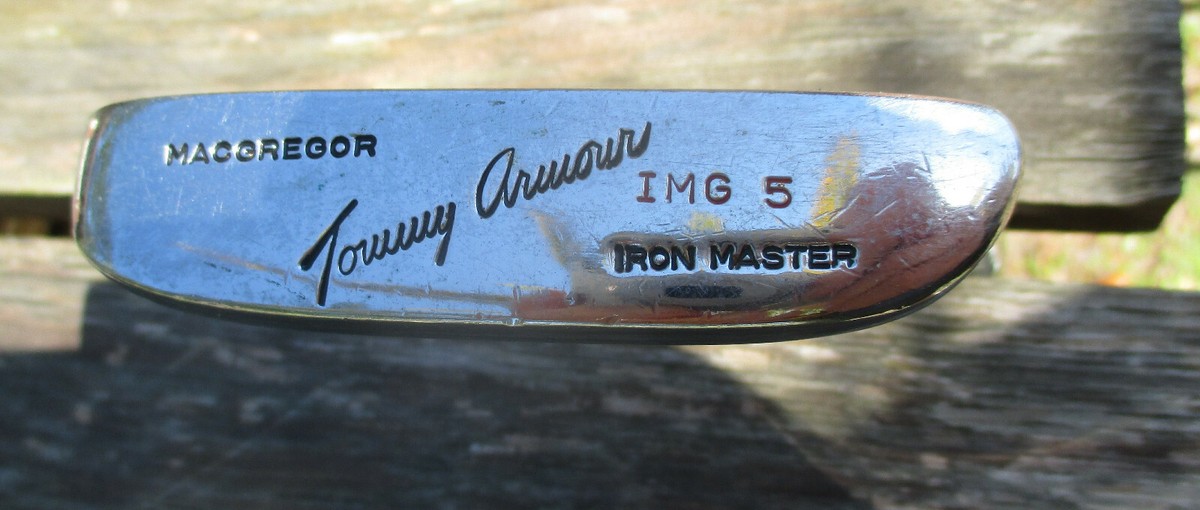 MACGREGOR
Tommy Armour
IMG 5
IRON MASTER